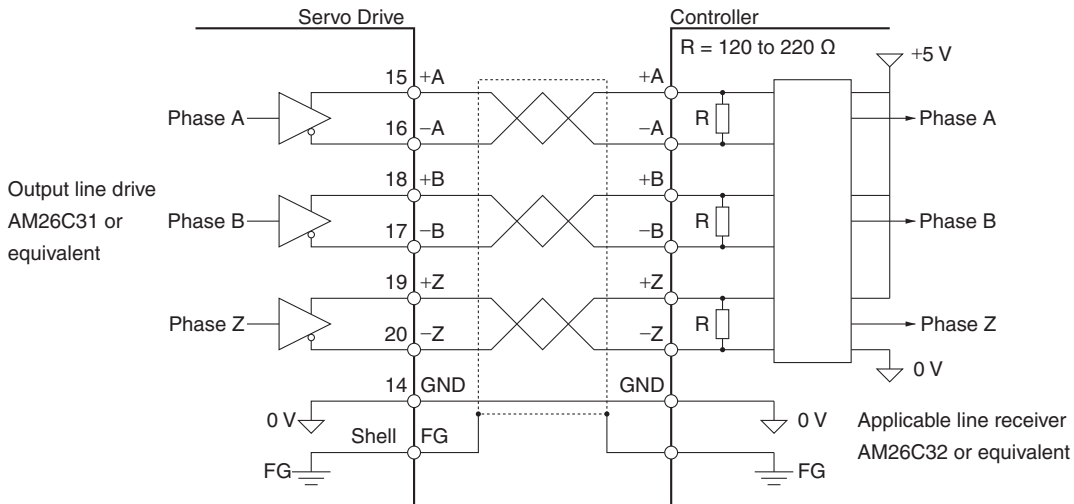 Servo Drive
Controller
R = 120 to 220 Ω
+5 V
15 +A
+A
Phase A
R
Phase A
16 −A
−A
18 +B
+B
Output line drive
AM26C31 or
equivalent
Phase B
R
Phase B
17 −B
−B
19 +Z
+Z
Phase Z
R
Phase Z
20 −Z
−Z
0 V
14 GND
GND
0 V
0 V
Applicable line receiver
AM26C32 or equivalent
Shell FG
FG
FG